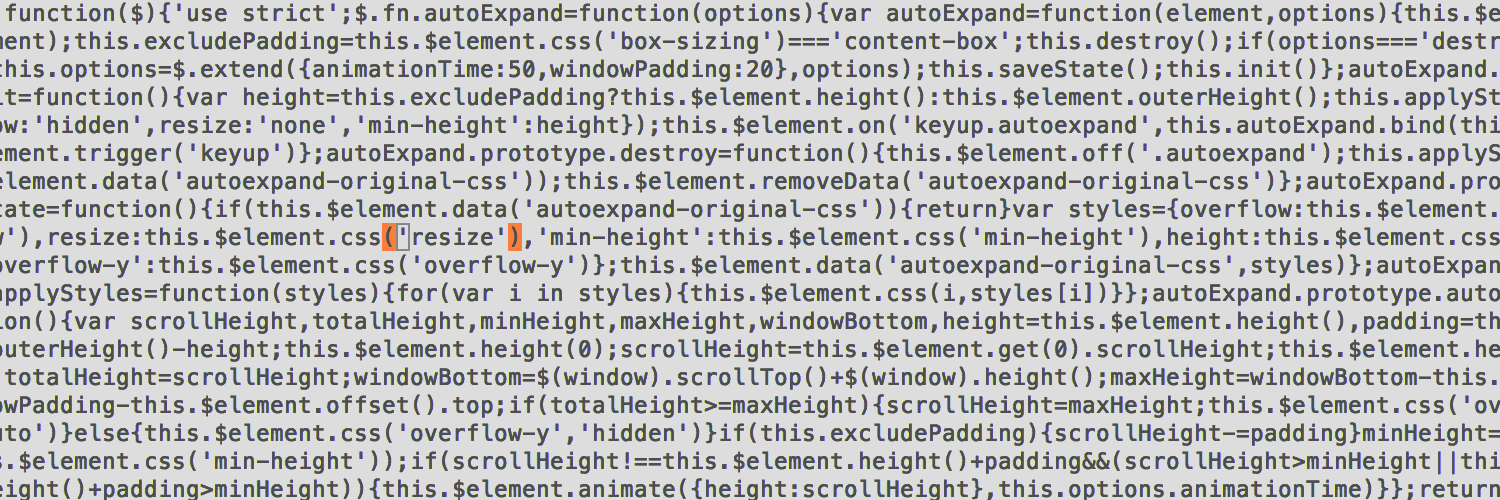 function($){'use strict';$.fn.autoExpand=function(options){var autoExpand=function(element,options){this.$e
ment);this.excludePadding=this.$element.css('box-sizing')==='content-box';this.destroy();if(options==='destr
this.options=$.extend({animationTime:50,windowPadding:20},options);this.saveState();this.init()};autoExpand.
it=function(){var height=this.excludePadding?this.$element.height():this.$element.outerHeight();this.applySt
ow:'hidden',resize:'none','min-height':height});this.$element.on('keyup.autoexpand',this.autoExpand.bind(thi
ement.trigger('keyup')};autoExpand.prototype.destroy=function(){this.$element.off('.autoexpand');this.applyS
element.data('autoexpand-original-css'));this.$element.removeData('autoexpand-original-css')};autoExpand.pro
tate=function(){if(this.$element.data('autoexpand-original-css')){return}var styles={overflow:this.$element.
w'),resize:this.$element.css('resize'),'min-height':this.$element.css('min-height'),height:this.$element.css
overflow-y':this.$element.css('overflow-y')};this.$element.data('autoexpand-original-css',styles)};autoExpan
applyStyles=function(styles){for(var i in styles){this.$element.css(i,styles[i])}};autoExpand.prototype.auto
ion(){var scrollHeight,totalHeight,minHeight,maxHeight,windowBottom,height=this.$element.height(),padding=th
outerHeight()-height;this.$element.height(0);scrollHeight=this.$element.get(0).scrollHeight;this.$element.he
totalHeight=scrollHeight;windowBottom=$(window).scrollTop()+$(window).height();maxHeight=windowBottom-this.
owPadding-this.$element.offset().top;if(totalHeight>=maxHeight){scrollHeight=maxHeight;this.$element.css('ov
uto')}else{this.$element.css('overflow-y','hidden')}if(this.excludePadding){scrollHeight-=padding}minHeight=
s.$element.css('min-height'));if(scrollHeight!==this.$element.height()+padding&&(scrollHeight>minHeight||thi
eight()+padding>minHeight)){this.$element.animate({height:scrollHeight},this.options.animationTime)}};return